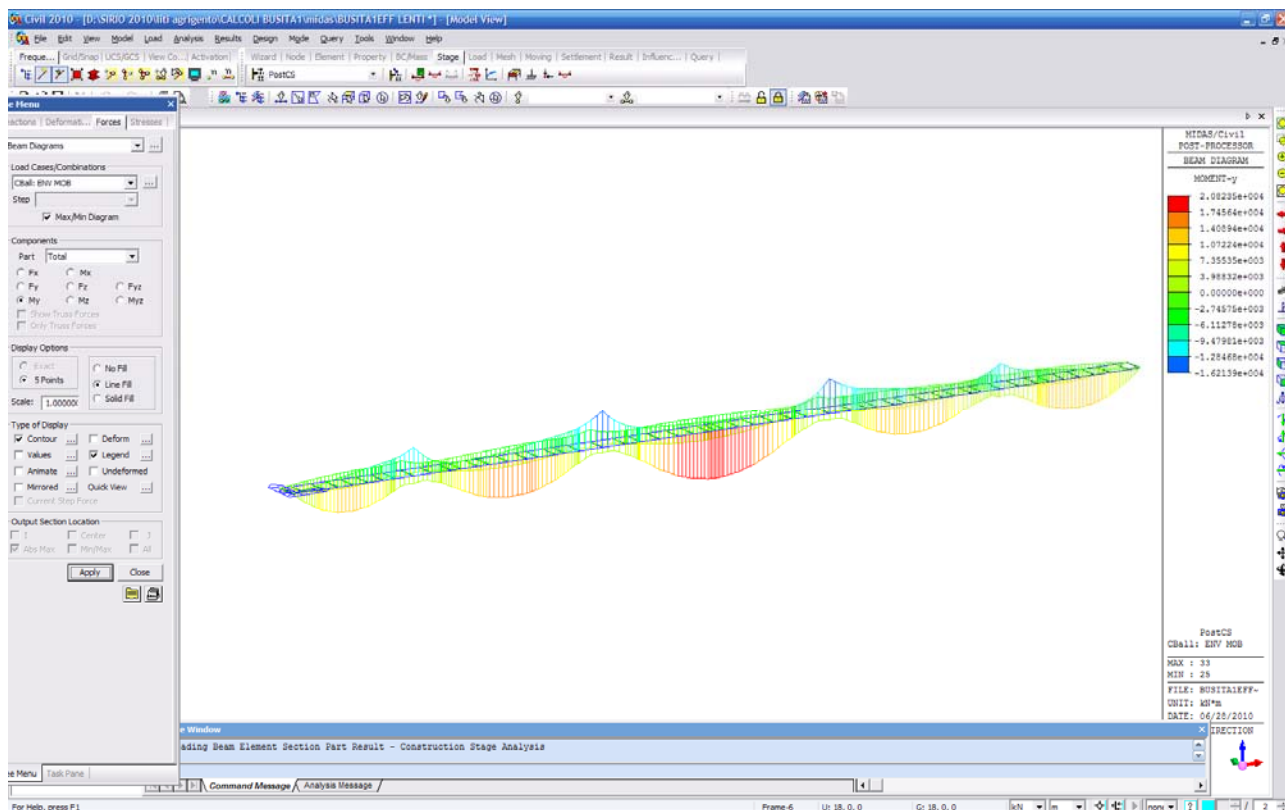 Civil 2010 - [D:\SIRIO 2010\liti agrigento\CALCOLI BUSITA1\midas\BUSITA1EFF LENTI *] - [Model View]
File Edit View Model Load Analysis Results Design Mode Query Tools Window Help
Freque... Grid/Snap UCS/GCS View Co... Activation Wizard Node Element Property BC/Mass Stage Load Mesh Moving Settlement Result Influenc... Query
PostCS
e Menu
actions Deformati... Forces Stresses
Beam Diagrams
Load Cases/Combinations
CBall: ENV MOB
Step
Max/Min Diagram
Components
Part Total
Fx Mx
Fy Fz Fyz
My Mz Myz
Show Truss Forces
Only Truss Forces
Display Options
Exact No Fill
5 Points Line Fill
Scale: 1.00000 Solid Fill
Type of Display
Contour ... Deform ...
Values ... Legend ...
Animate ... Undeformed
Mirrored ... Quick View ...
Current Step Force
Output Section Location
I Center J
Abs Max Min/Max All
Apply Close
MIDAS/Civil
POST-PROCESSOR
BEAM DIAGRAM
MOMENT-y
2.08235e+004
1.74564e+004
1.40894e+004
1.07224e+004
7.35535e+003
3.98832e+003
0.00000e+000
-2.74575e+003
-6.11278e+003
-9.47981e+003
-1.28468e+004
-1.62139e+004
PostCS
CBall: ENV MOB
MAX : 33
MIN : 25
FILE: BUSITA1EFF~
UNIT: kN*m
DATE: 06/28/2010
IRECTION
e Window
ading Beam Element Section Part Result - Construction Stage Analysis
e Menu Task Pane
Command Message Analysis Message
For Help, press F1 Frame-6 U: 18, 0, 0 G: 18, 0, 0 kN m non 2